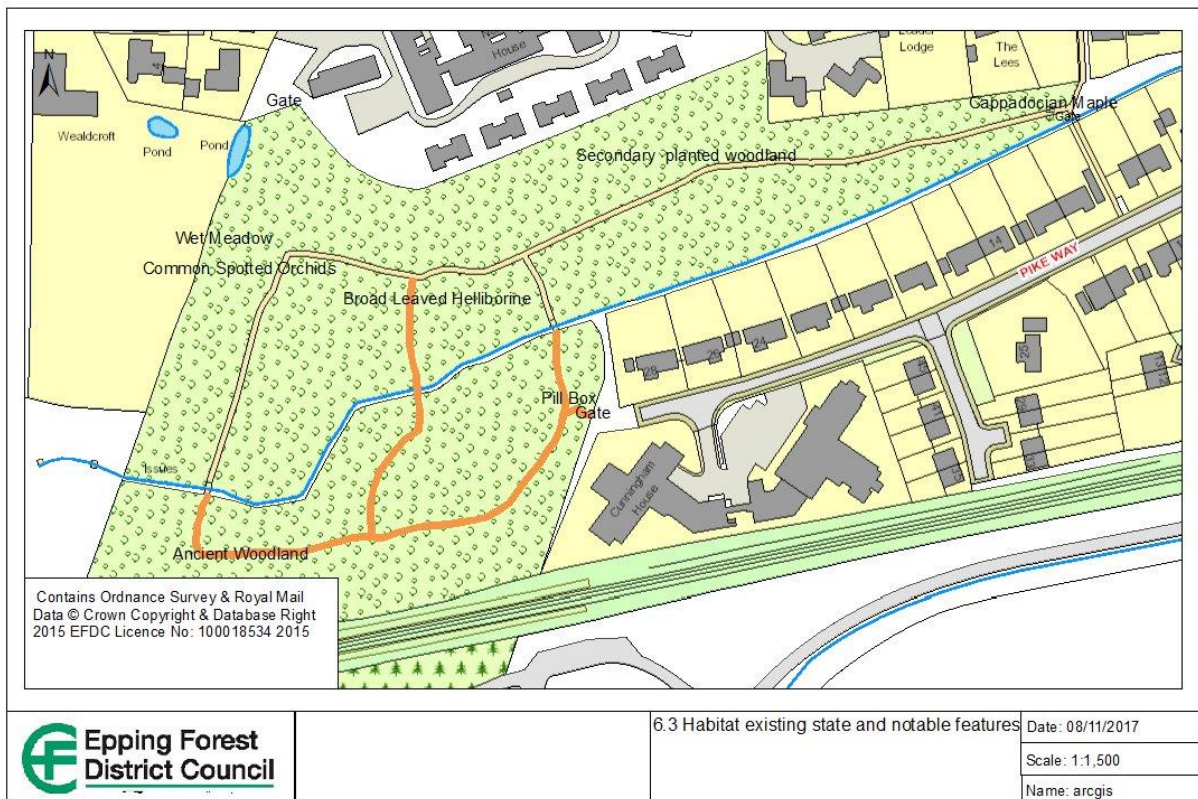 N
House
Lodge
The
Lees
Gate
Cappadocian Maple
Gate
Wealdcroft
Pond
Pond
Secondary planted woodland
Wet Meadow
Common Spotted Orchids
14
PIKE WAY
Broad Leaved Helliborine
24
26
28
Pill Box
Gate
Issues
Cunningham
House
Ancient Woodland
Contains Ordnance Survey & Royal Mail
Data © Crown Copyright & Database Right
2015 EFDC Licence No: 100018534 2015
Epping Forest
District Council
6.3 Habitat existing state and notable features
Date: 08/11/2017
Scale: 1:1,500
Name: arcgis